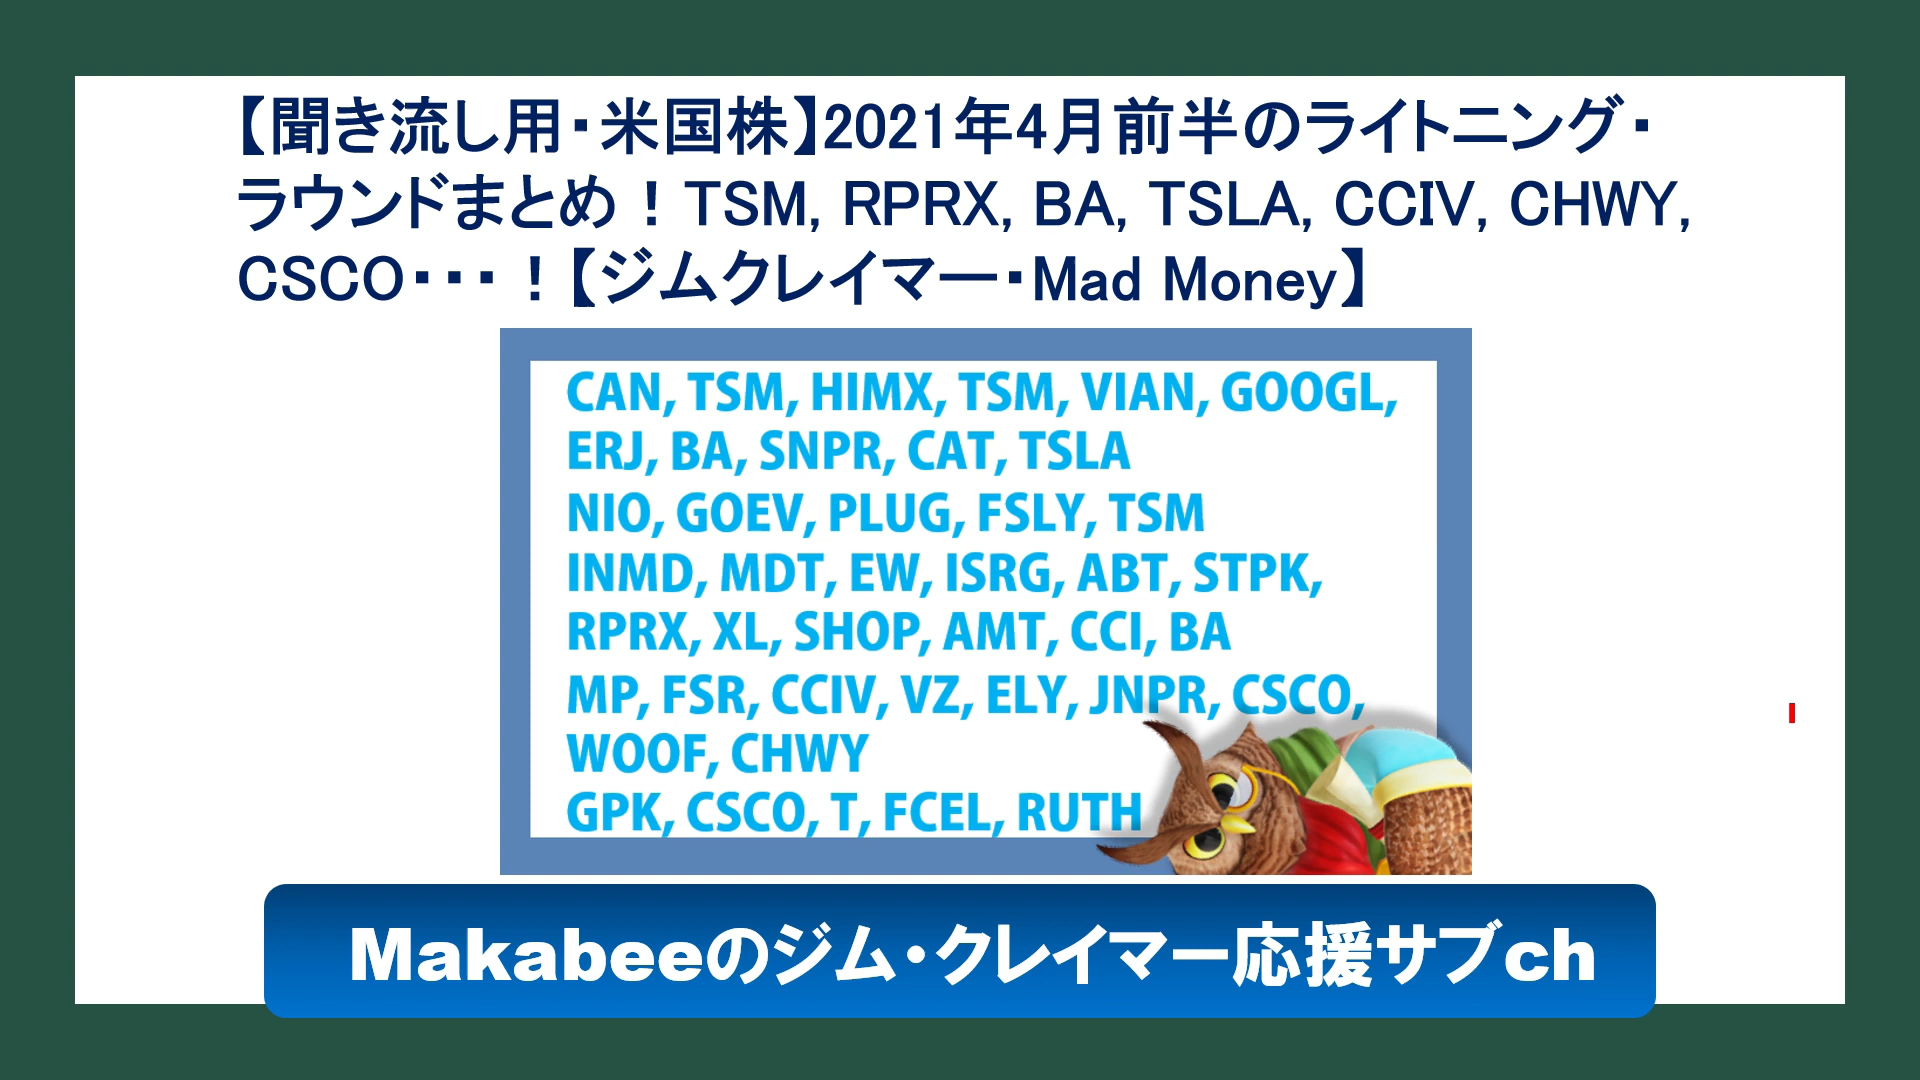 【聞き流し用・米国株】2021年4月前半のライトニング・
ラウンドまとめ！TSM, RPRX, BA, TSLA, CCIV, CHWY,
CSCO・・・！【ジムクレイマー・Mad Money】
CAN, TSM, HIMX, TSM, VIAN, GOOGL,
ERJ, BA, SNPR, CAT, TSLA
NIO, GOEV, PLUG, FSLY, TSM
INMD, MDT, EW, ISRG, ABT, STPK,
RPRX, XL, SHOP, AMT, CCI, BA
MP, FSR, CCIV, VZ, ELY, JNPR, CSCO,
WOOF, CHWY
GPK, CSCO, T, FCEL, RUTH
Makabeeのジム・クレイマー応援サブch